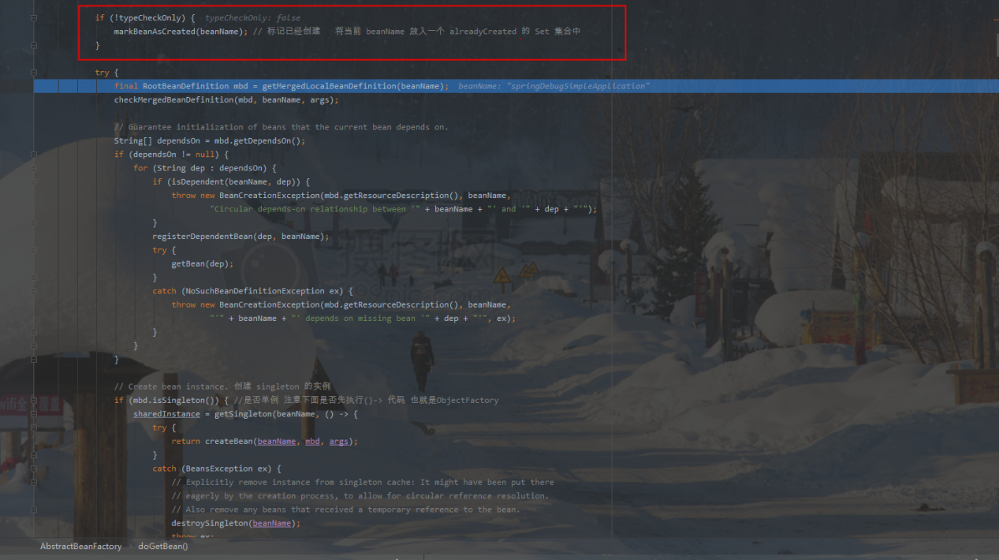 if (!typeCheckOnly) { typeCheckOnly: false
markBeanAsCreated(beanName); // 标记已经创建 将当前 beanName 放入一个 alreadyCreated 的 Set 集合中
}
try {
final RootBeanDefinition mbd = getMergedLocalBeanDefinition(beanName); beanName: "springDebugSimpleApplication"
checkMergedBeanDefinition(mbd, beanName, args);
// Guarantee initialization of beans that the current bean depends on.
String[] dependsOn = mbd.getDependsOn();
if (dependsOn != null) {
for (String dep : dependsOn) {
if (isDependent(beanName, dep)) {
throw new BeanCreationException(mbd.getResourceDescription(), beanName,
"Circular depends-on relationship between '" + beanName + "' and '" + dep + "'");
}
registerDependentBean(dep, beanName);
try {
getBean(dep);
}
catch (NoSuchBeanDefinitionException ex) {
throw new BeanCreationException(mbd.getResourceDescription(), beanName,
"'" + beanName + "' depends on missing bean '" + dep + "'", ex);
}
}
}
// Create bean instance. 创建 singleton 的实例
if (mbd.isSingleton()) { //是否单例 注意下面是否先执行()-> 代码 也就是ObjectFactory
sharedInstance = getSingleton(beanName, () -> {
try {
return createBean(beanName, mbd, args);
}
catch (BeansException ex) {
// Explicitly remove instance from singleton cache: It might have been put there
// eagerly by the creation process, to allow for circular reference resolution.
// Also remove any beans that received a temporary reference to the bean.
destroySingleton(beanName);
throw ex;
AbstractBeanFactory doGetBean()